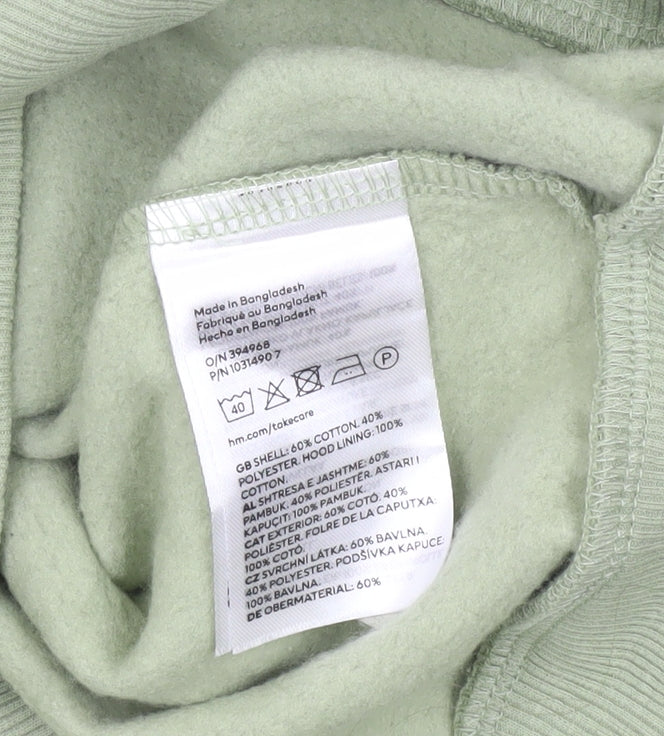 Made in Bangladesh
Fabriqué au Bangladesh
Hecho en Bangladesh
O/N 394968
P/N 1031490 7
40
P
hm.com/takecare
GB SHELL: 60% COTTON. 40%
POLYESTER. HOOD LINING: 100%
COTTON.
AL SHTRESA E JASHTME: 60%
PAMBUK. 40% POLIESTER. ASTARI I
KAPUÇIT: 100% PAMBUK.
CAT EXTERIOR: 60% COTÓ. 40%
POLIÈSTER. FOLRE DE LA CAPUTXA:
100% COTÓ.
CZ SVRCHNÍ LÁTKA: 60% BAVLNA.
40% POLYESTER. PODŠÍVKA KAPUCE:
100% BAVLNA.
DE OBERMATERIAL: 60%